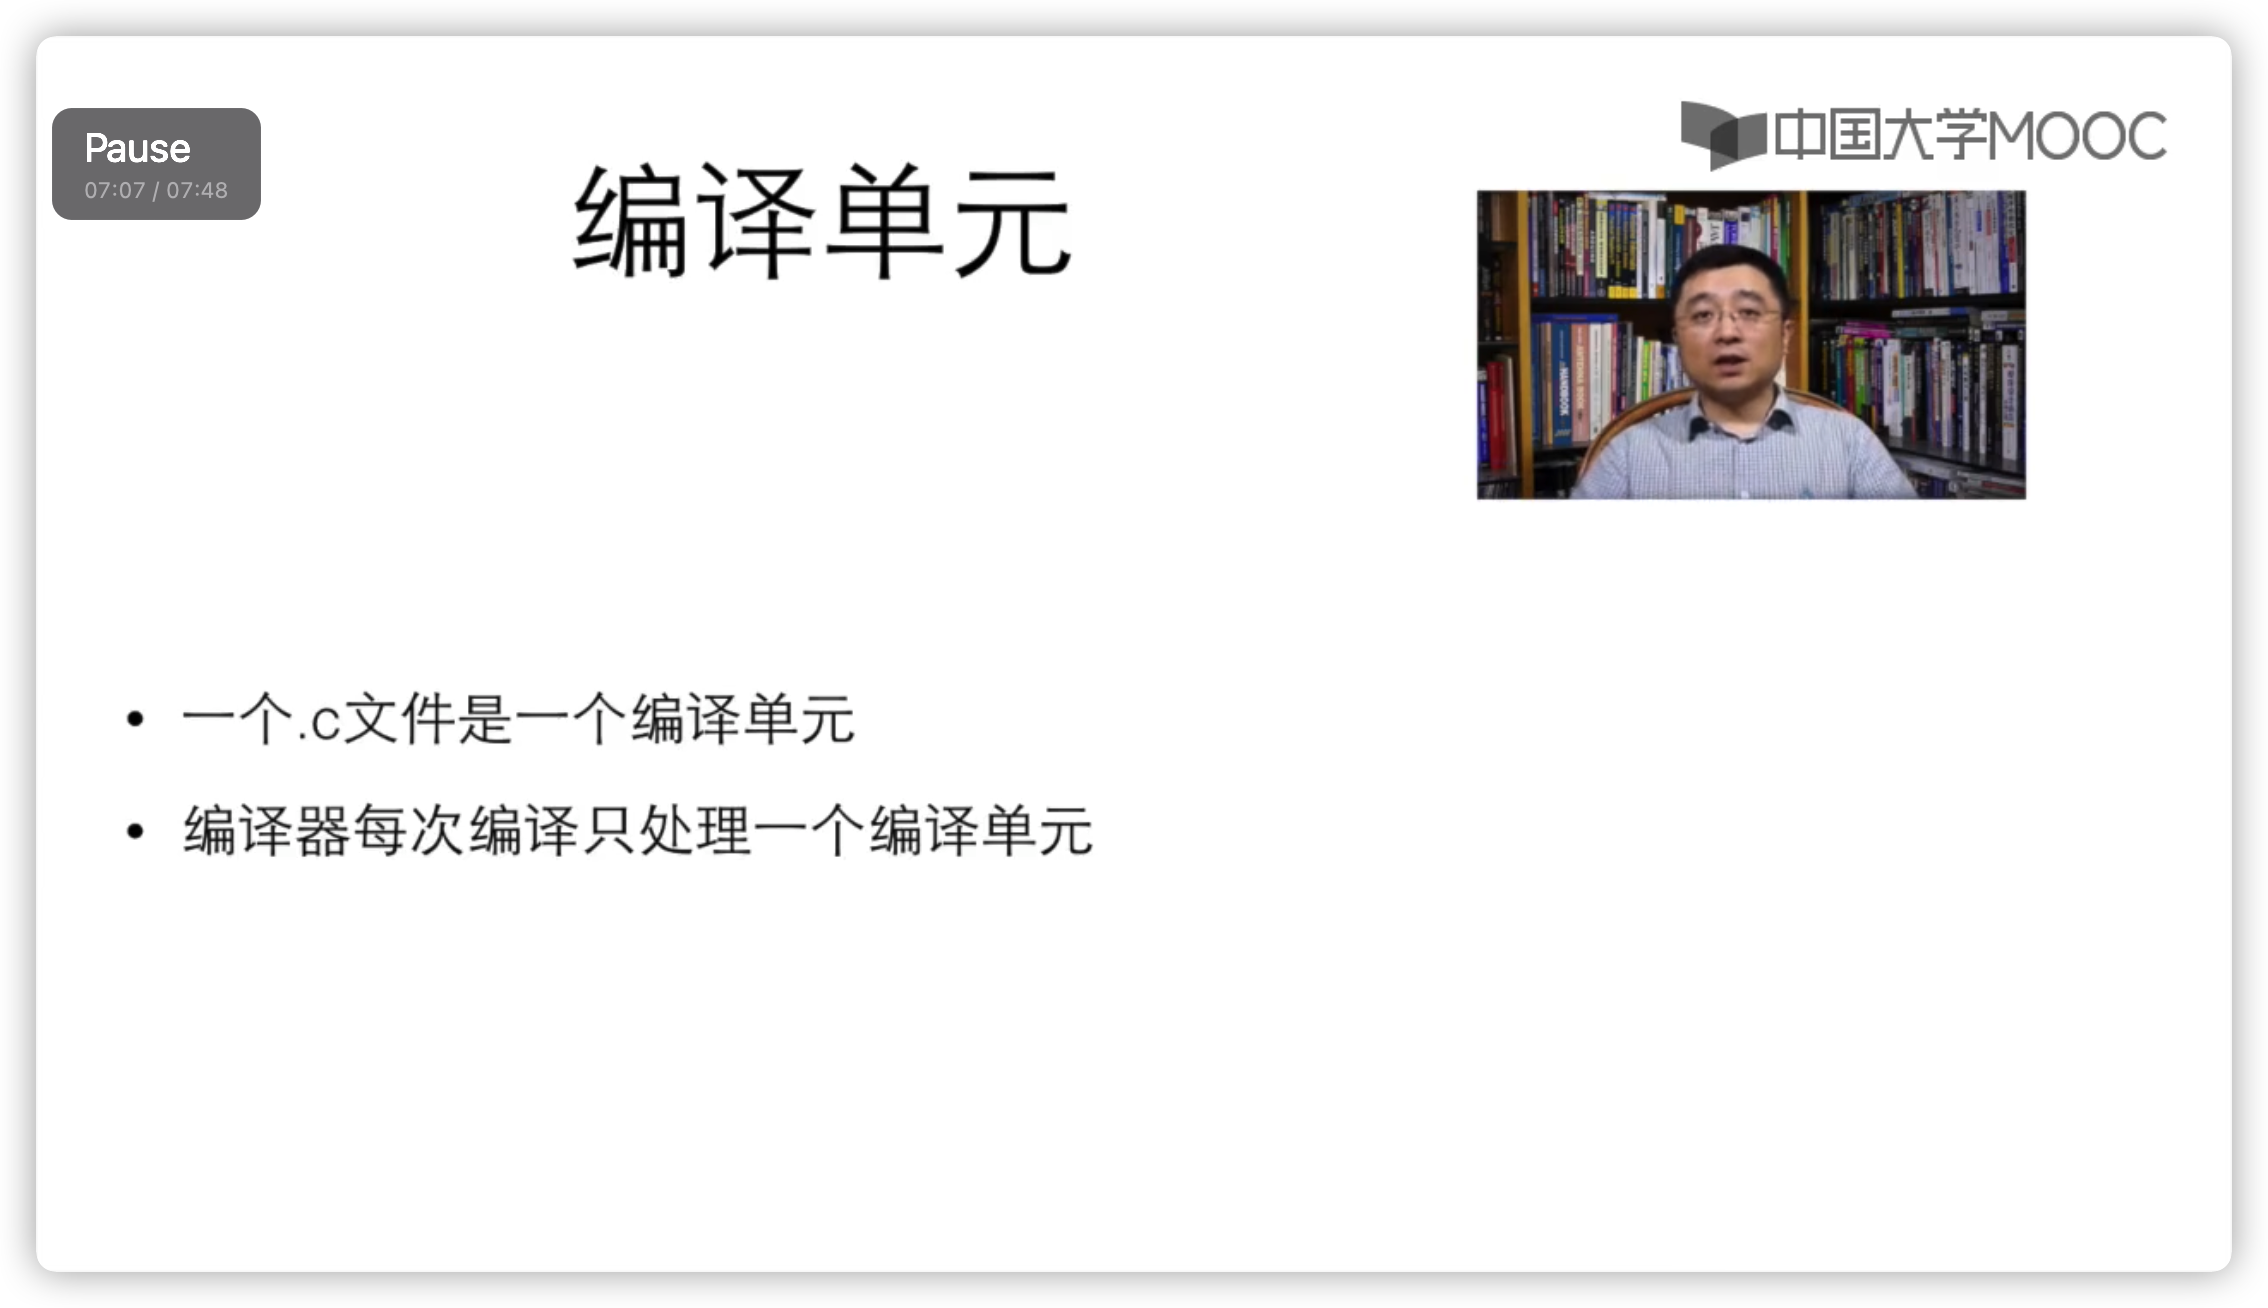 Pause
07:07 / 07:48
中国大学MOOC
编译单元
• 一个.c文件是一个编译单元
• 编译器每次编译只处理一个编译单元